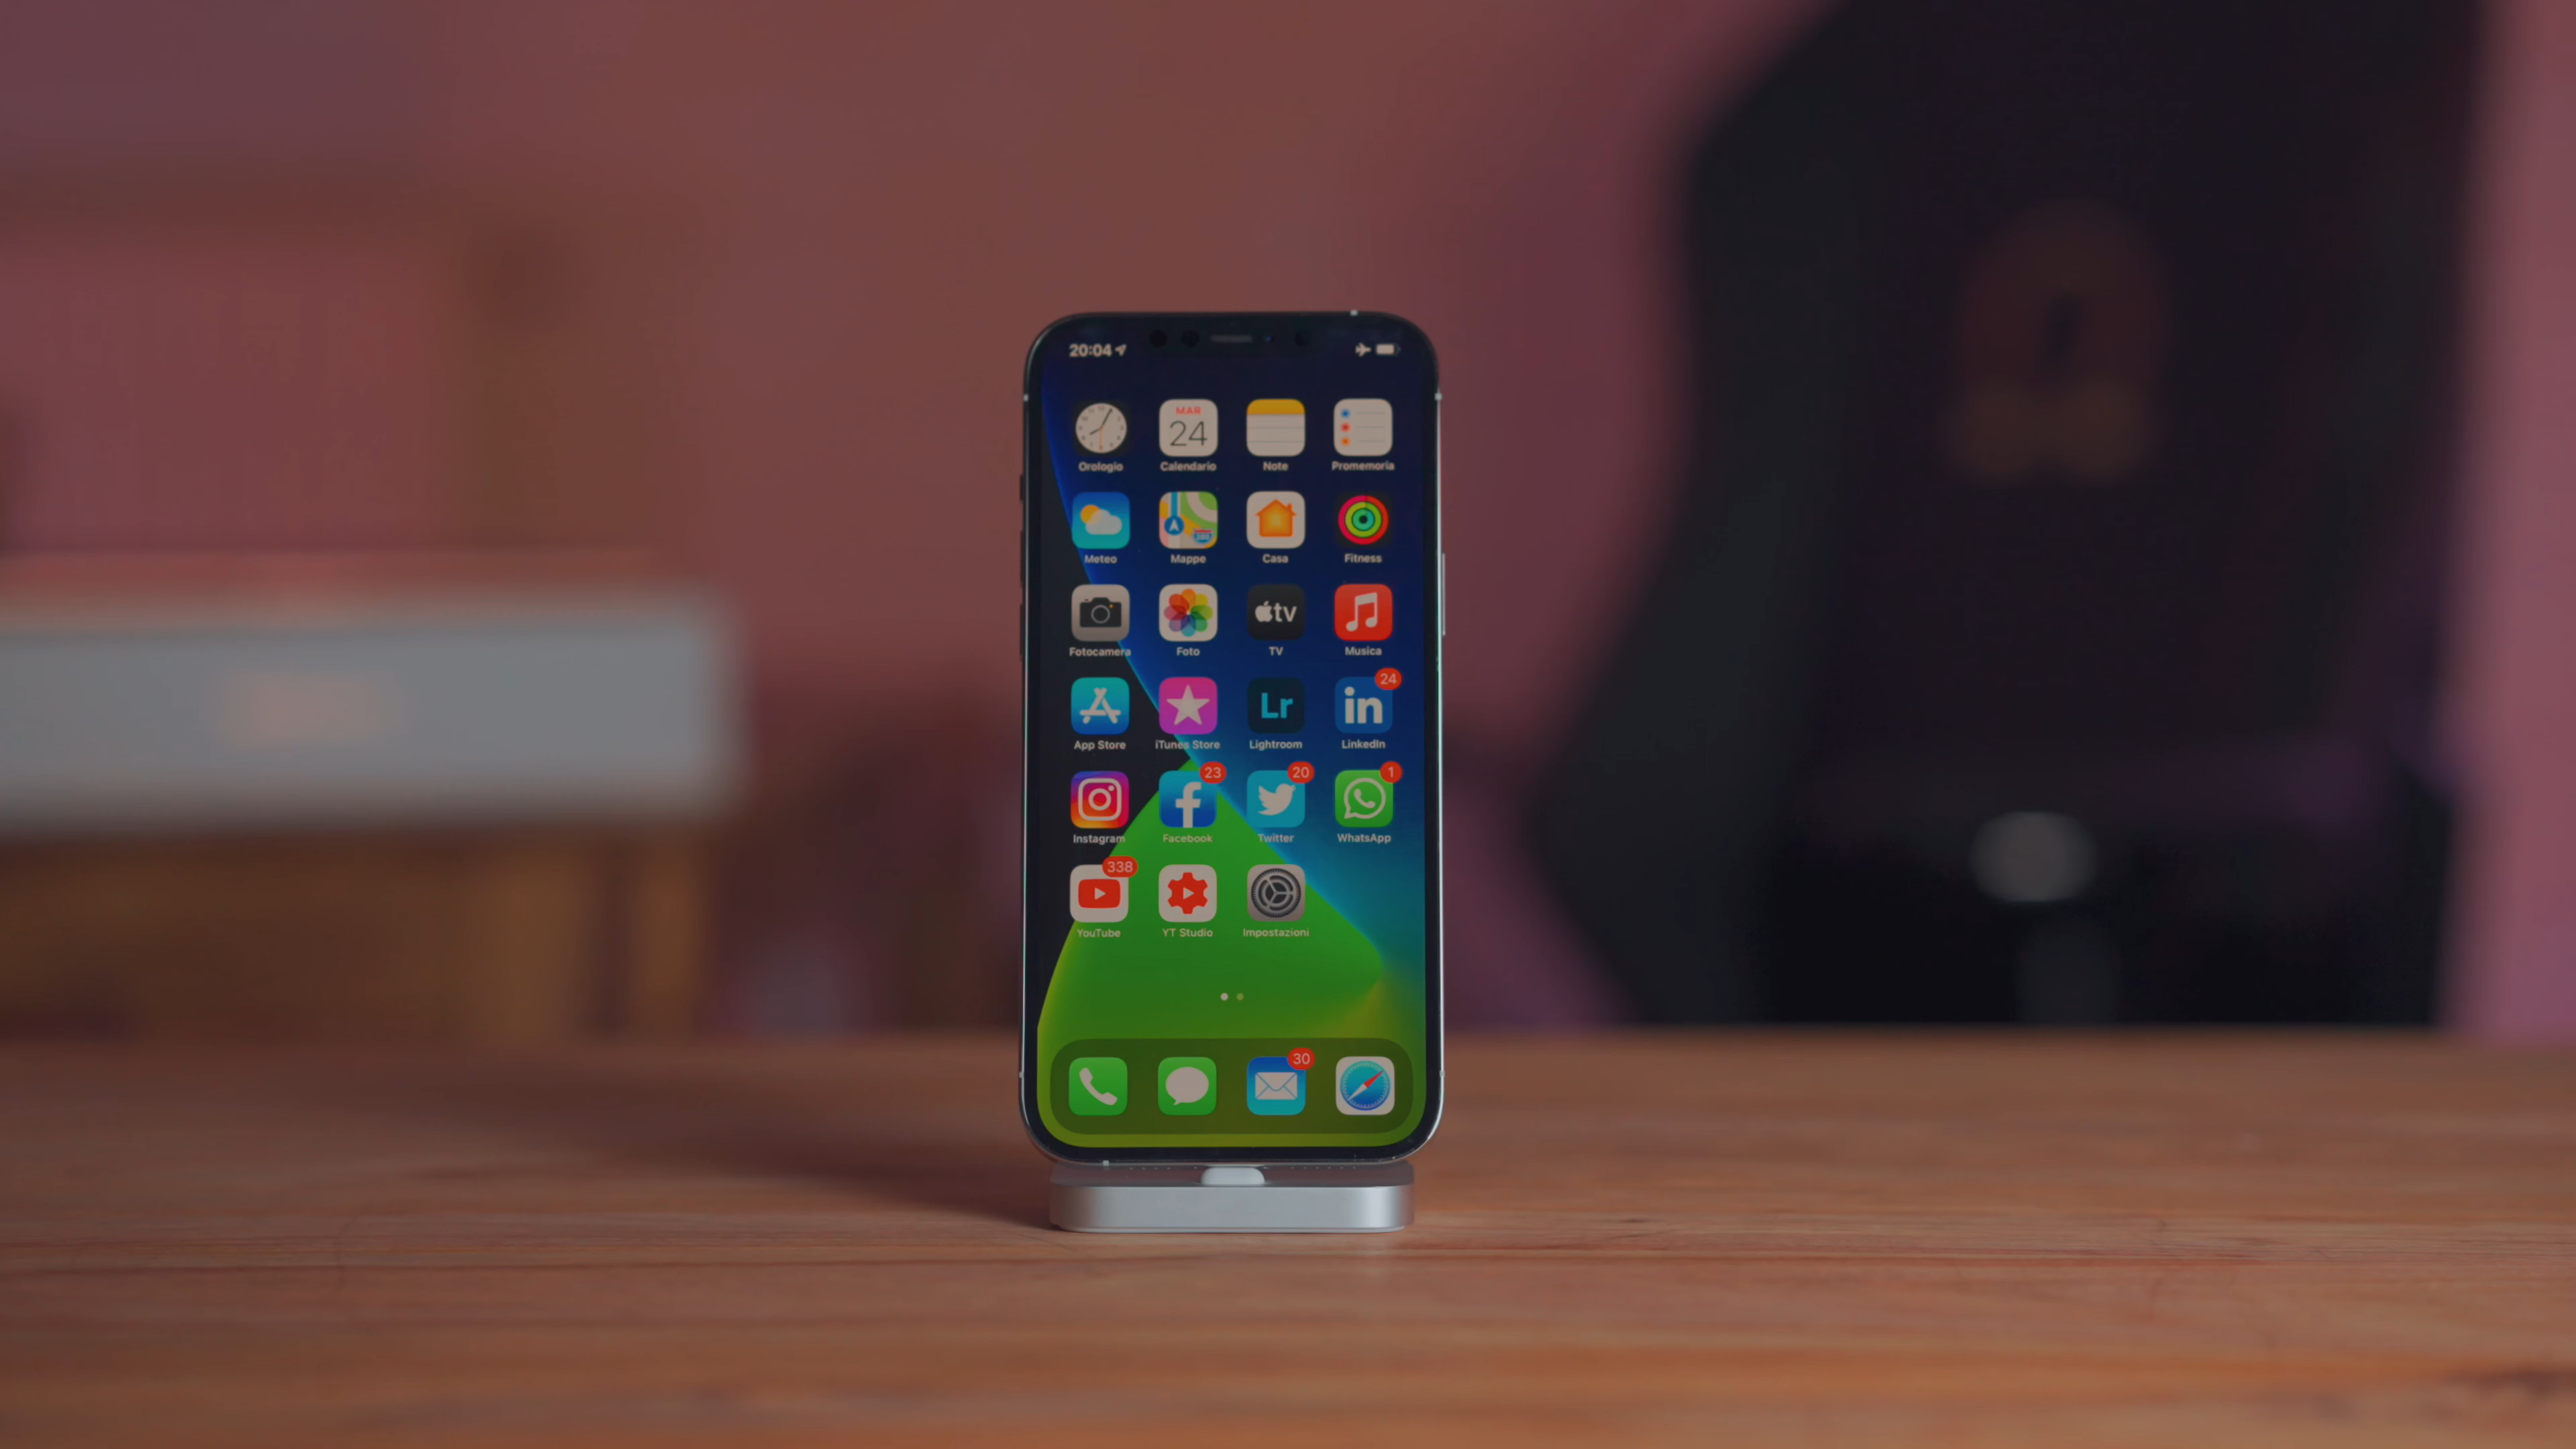 20:04
MAR
24
Orologio Calendario Note Promemoria
280
Meteo Mappe Casa Fitness
tv
Fotocamera Foto TV Musica
24
Lr in
App Store iTunes Store Lightroom LinkedIn
23 20 1
Instagram Facebook Twitter WhatsApp
338
YouTube YT Studio Impostazioni
30